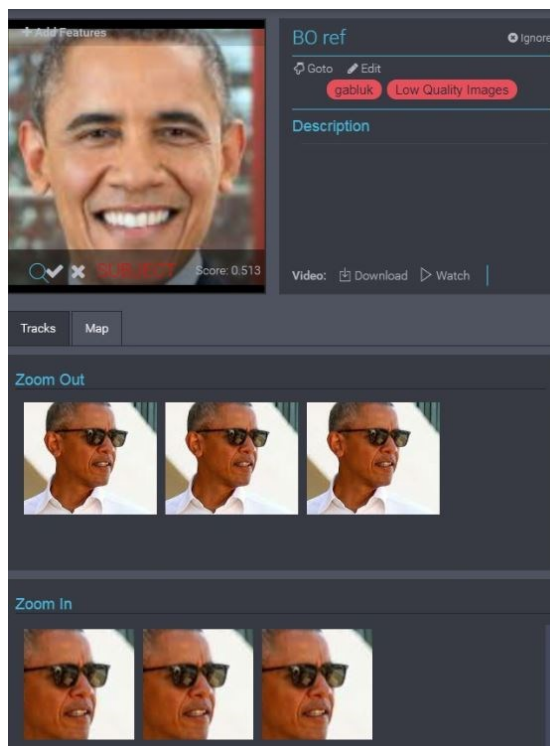 + Add Features
SUBJECT
Score: 0.513
BO ref
Ignore
Goto Edit
gabluk Low Quality Images
Description
Video: Download Watch
Tracks Map
Zoom Out
Zoom In